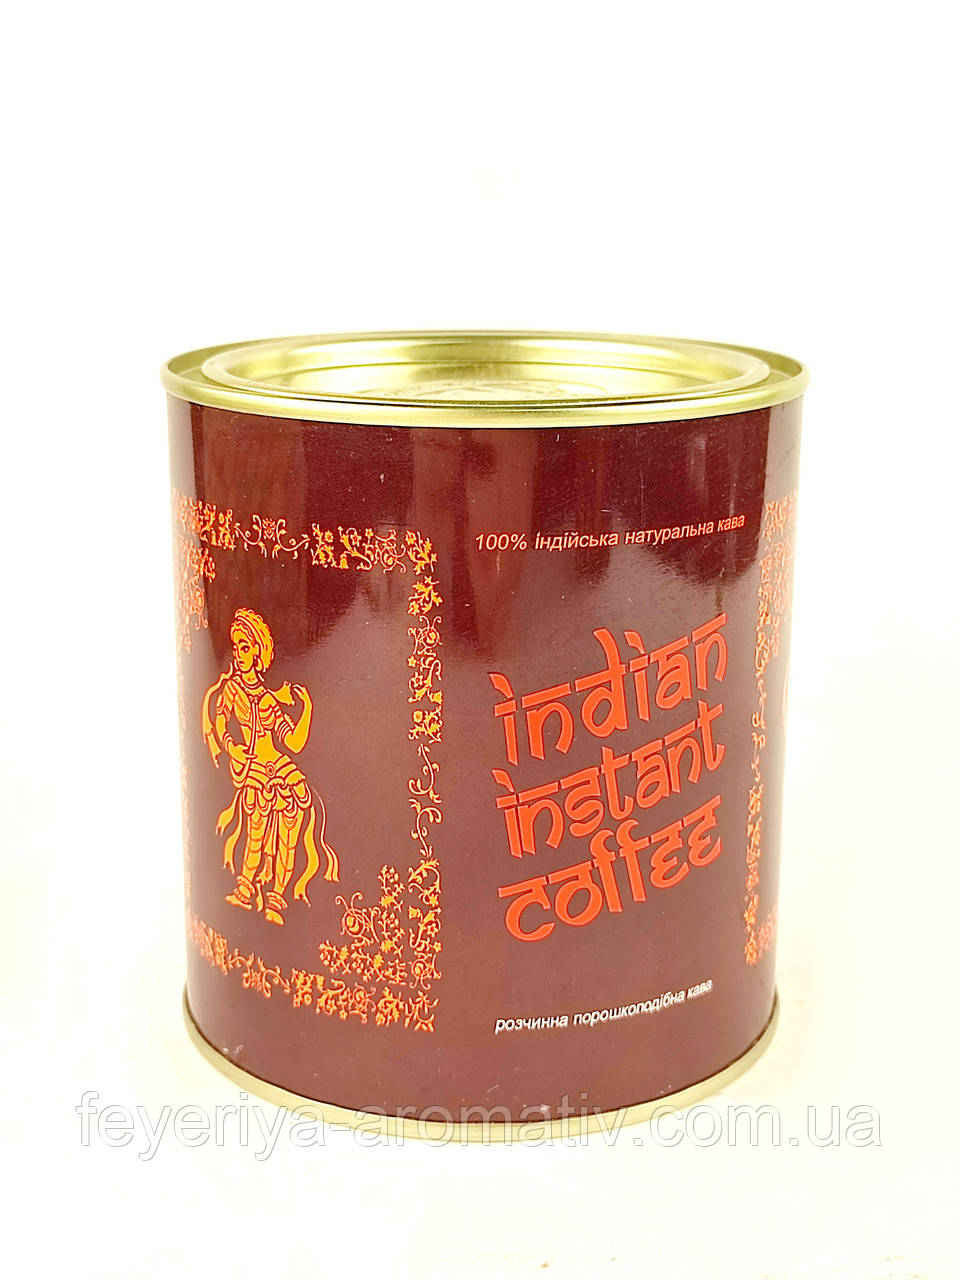 100% Індійська натуральна кава
indian
instant
coffee
розчинна порошкоподібна кава
feyeriya-aromativ.com.ua